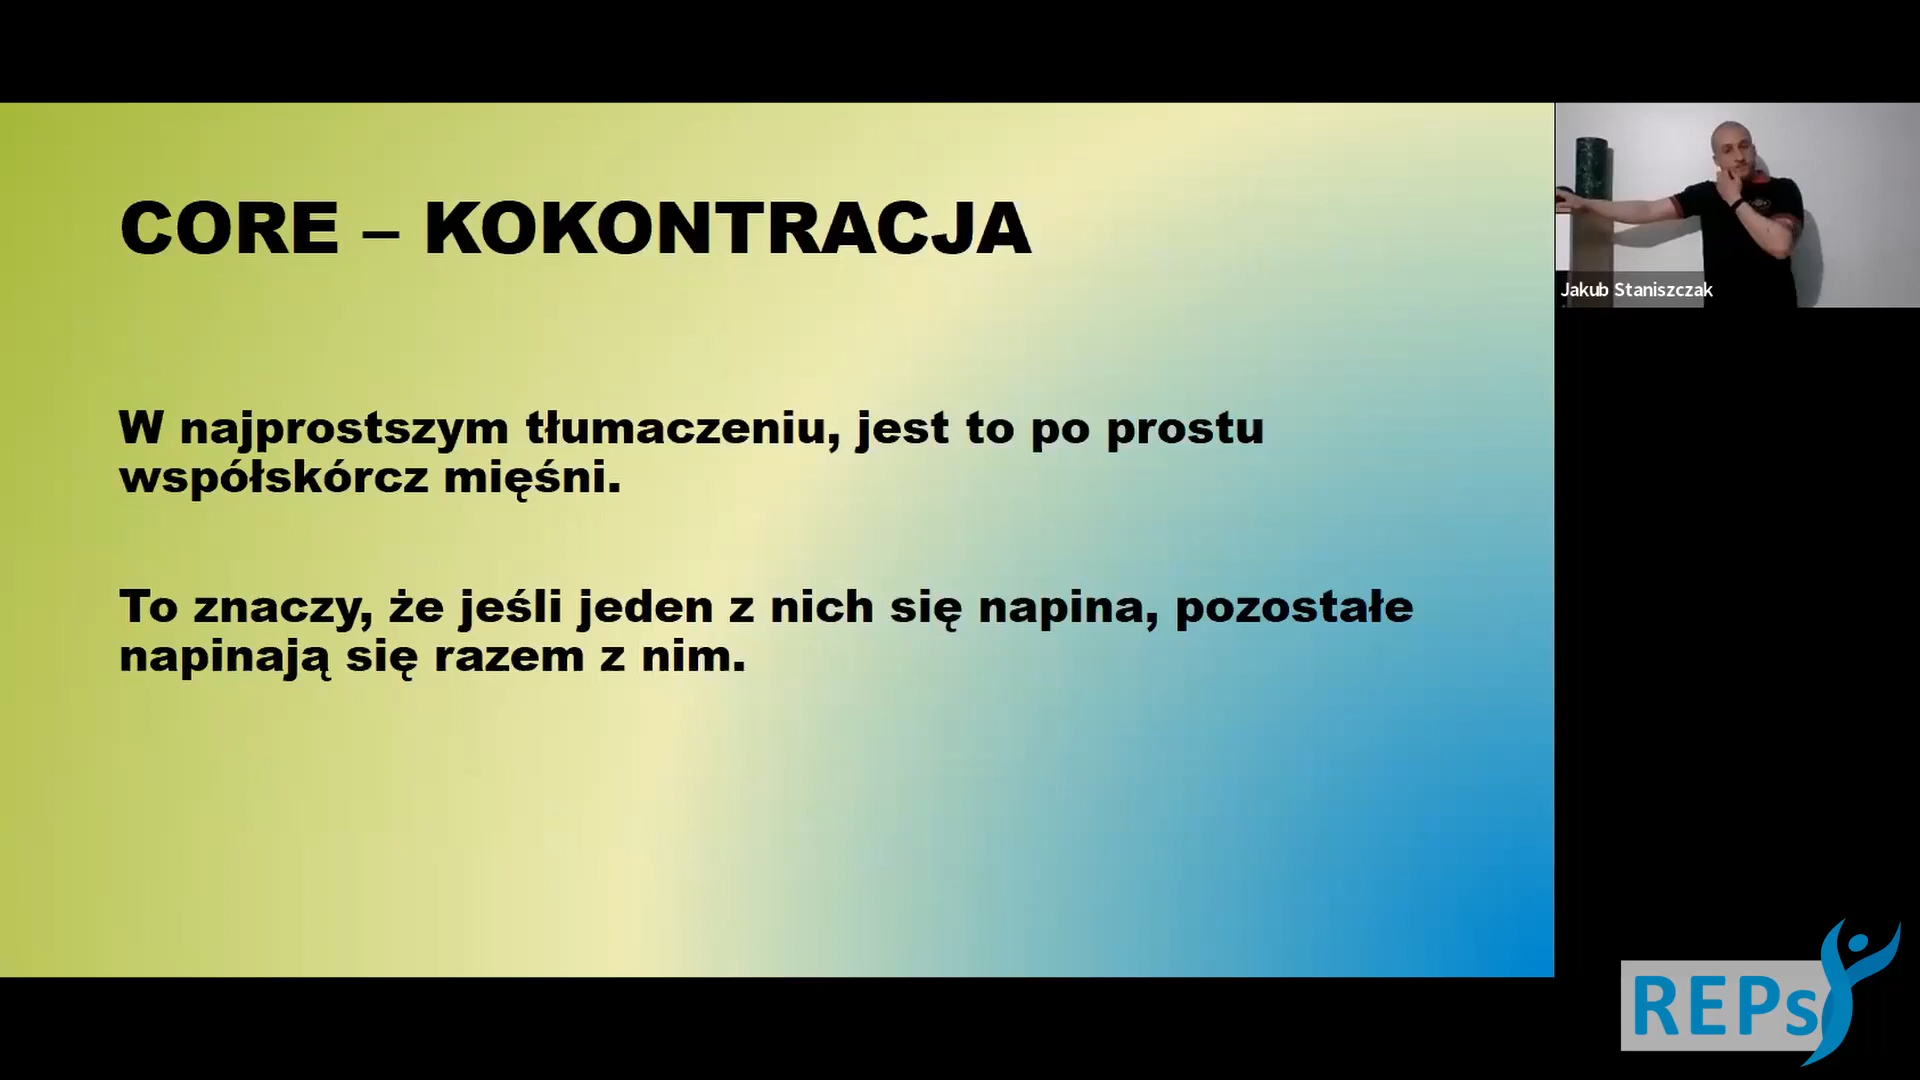 CORE – KOKONTRACJA
W najprostszym tłumaczeniu, jest to po prostu
współskórcz mięśni.
To znaczy, że jeśli jeden z nich się napina, pozostałe
napinają się razem z nim.
Jakub Staniszczak
REPs